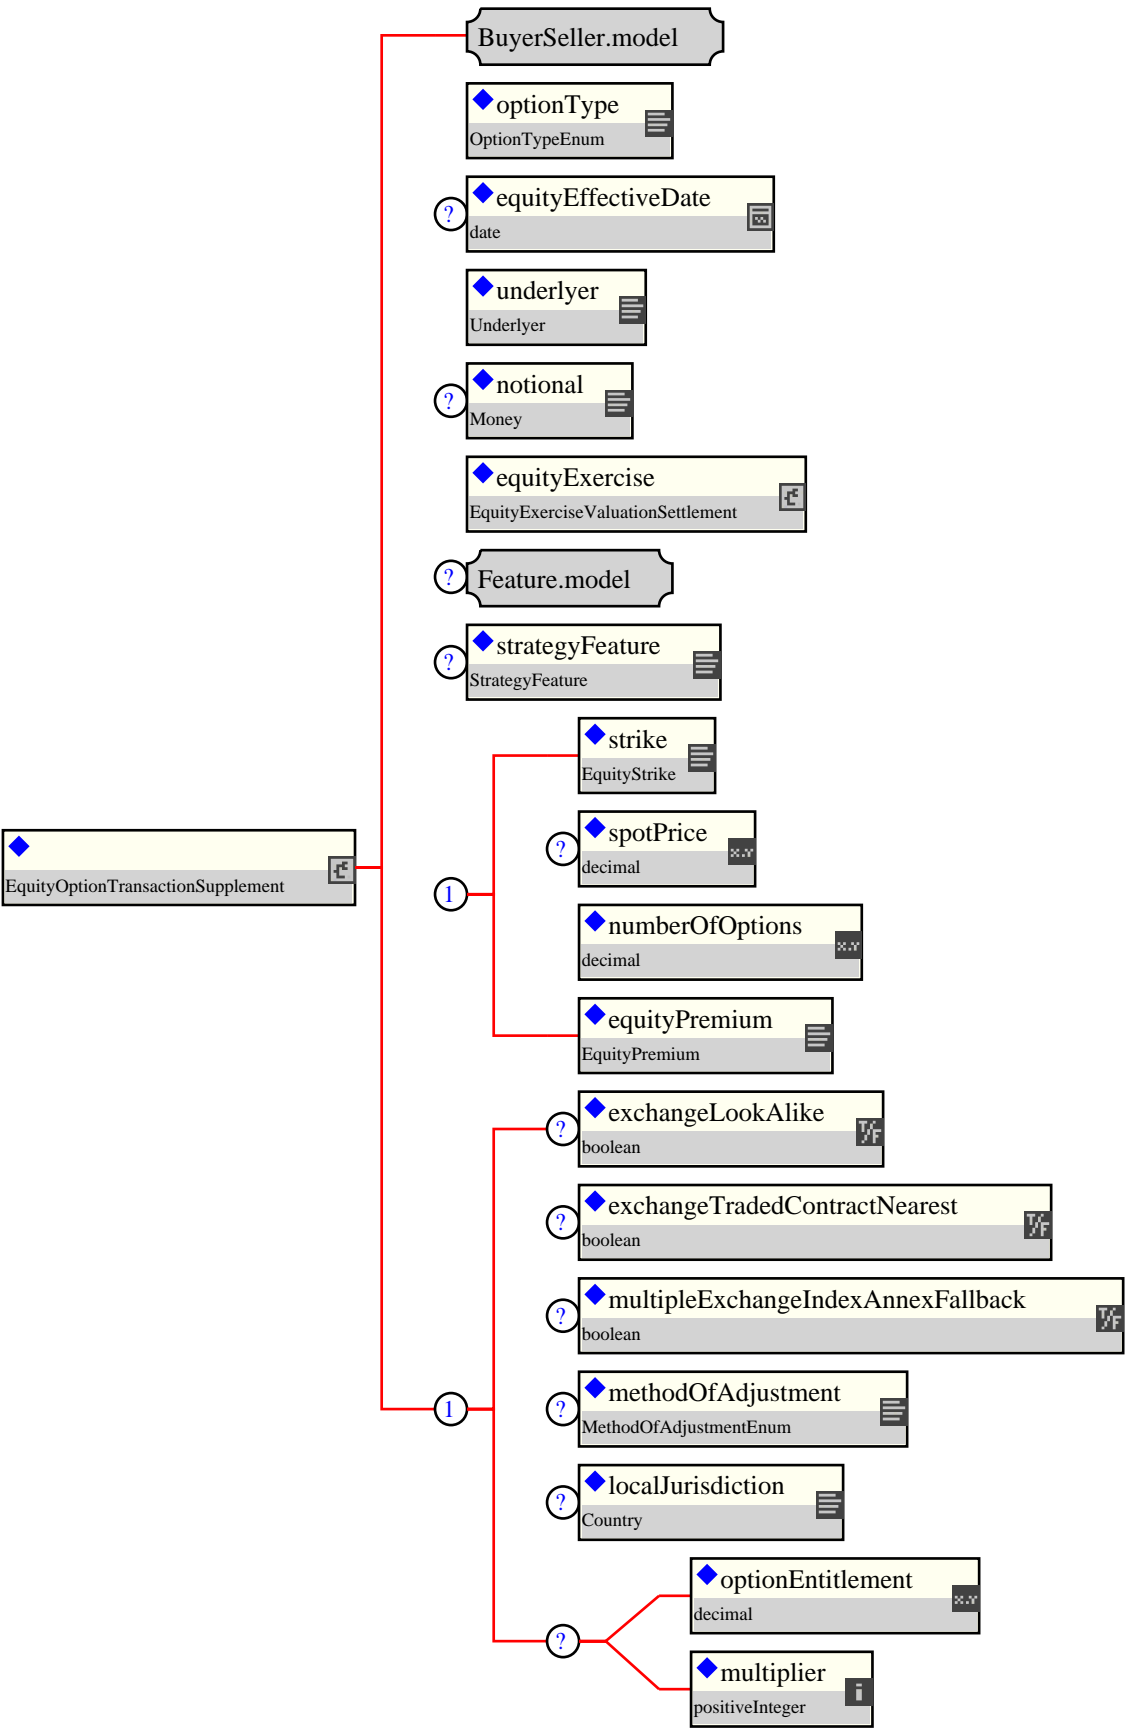 BuyerSeller.model
optionType
OptionTypeEnum
? equityEffectiveDate
date
underlyer
Underlyer
? notional
Money
equityExercise
EquityExerciseValuationSettlement
? Feature.model
? strategyFeature
StrategyFeature
strike
EquityStrike
? spotPrice
x.y
decimal
EquityOptionTransactionSupplement
1
numberOfOptions
x.y
decimal
equityPremium
EquityPremium
? exchangeLookAlike
T/F
boolean
? exchangeTradedContractNearest
T/F
boolean
? multipleExchangeIndexAnnexFallback
T/F
boolean
1
? methodOfAdjustment
MethodOfAdjustmentEnum
? localJurisdiction
Country
optionEntitlement
x.y
decimal
?
multiplier
i
positiveInteger